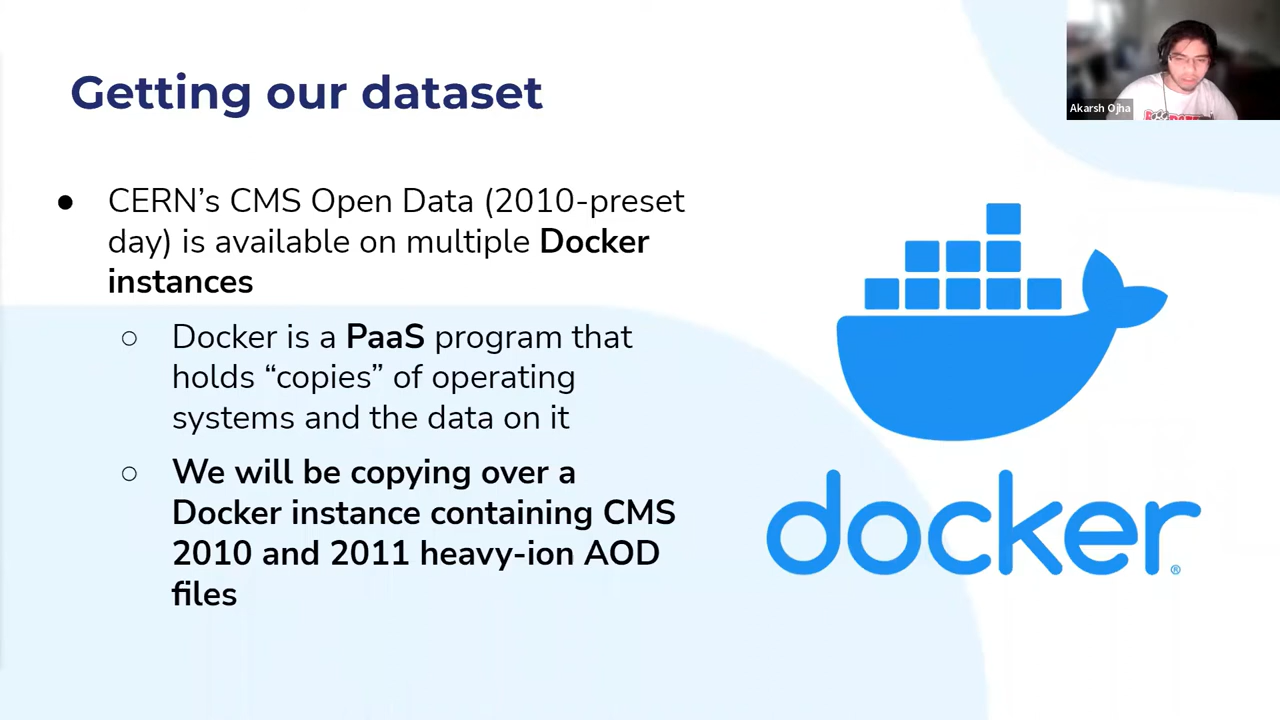 Getting our dataset
Akarsh Ojha
● CERN’s CMS Open Data (2010-preset
day) is available on multiple Docker
instances
○ Docker is a PaaS program that
holds “copies” of operating
systems and the data on it
○ We will be copying over a
Docker instance containing CMS
2010 and 2011 heavy-ion AOD
files
docker®